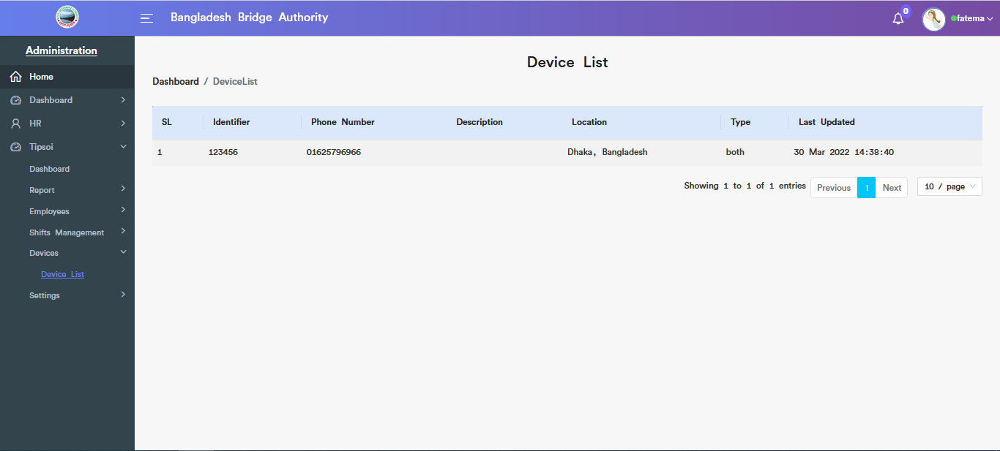 Bangladesh Bridge Authority
0
fatema
Administration
Home
Dashboard
HR
Tipsoi
Dashboard
Report
Employees
Shifts Management
Devices
Device List
Settings
Device List
Dashboard / DeviceList
SL Identifier Phone Number Description Location Type Last Updated
1 123456 01625796966 Dhaka, Bangladesh both 30 Mar 2022 14:38:40
Showing 1 to 1 of 1 entries Previous 1 Next 10 / page